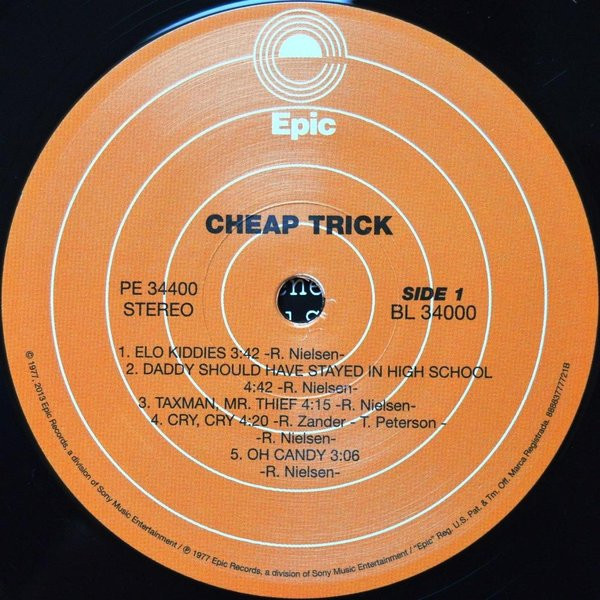 Epic
CHEAP TRICK
PE 34400
STEREO
SIDE 1
BL 34000
1. ELO KIDDIES 3:42 -R. Nielsen-
2. DADDY SHOULD HAVE STAYED IN HIGH SCHOOL
4:42 -R. Nielsen-
3. TAXMAN, MR. THIEF 4:15 -R. Nielsen-
4. CRY, CRY 4:20 -R. Zander - T. Peterson -
-R. Nielsen-
5. OH CANDY 3:06
-R. Nielsen-
© 1977, 2013 Epic Records, a division of Sony Music Entertainment / ℗ 1977 Epic Records, a division of Sony Music Entertainment / "Epic" Reg. U.S. Pat. & Tm. Off. Marca Registrada. 88883777721B